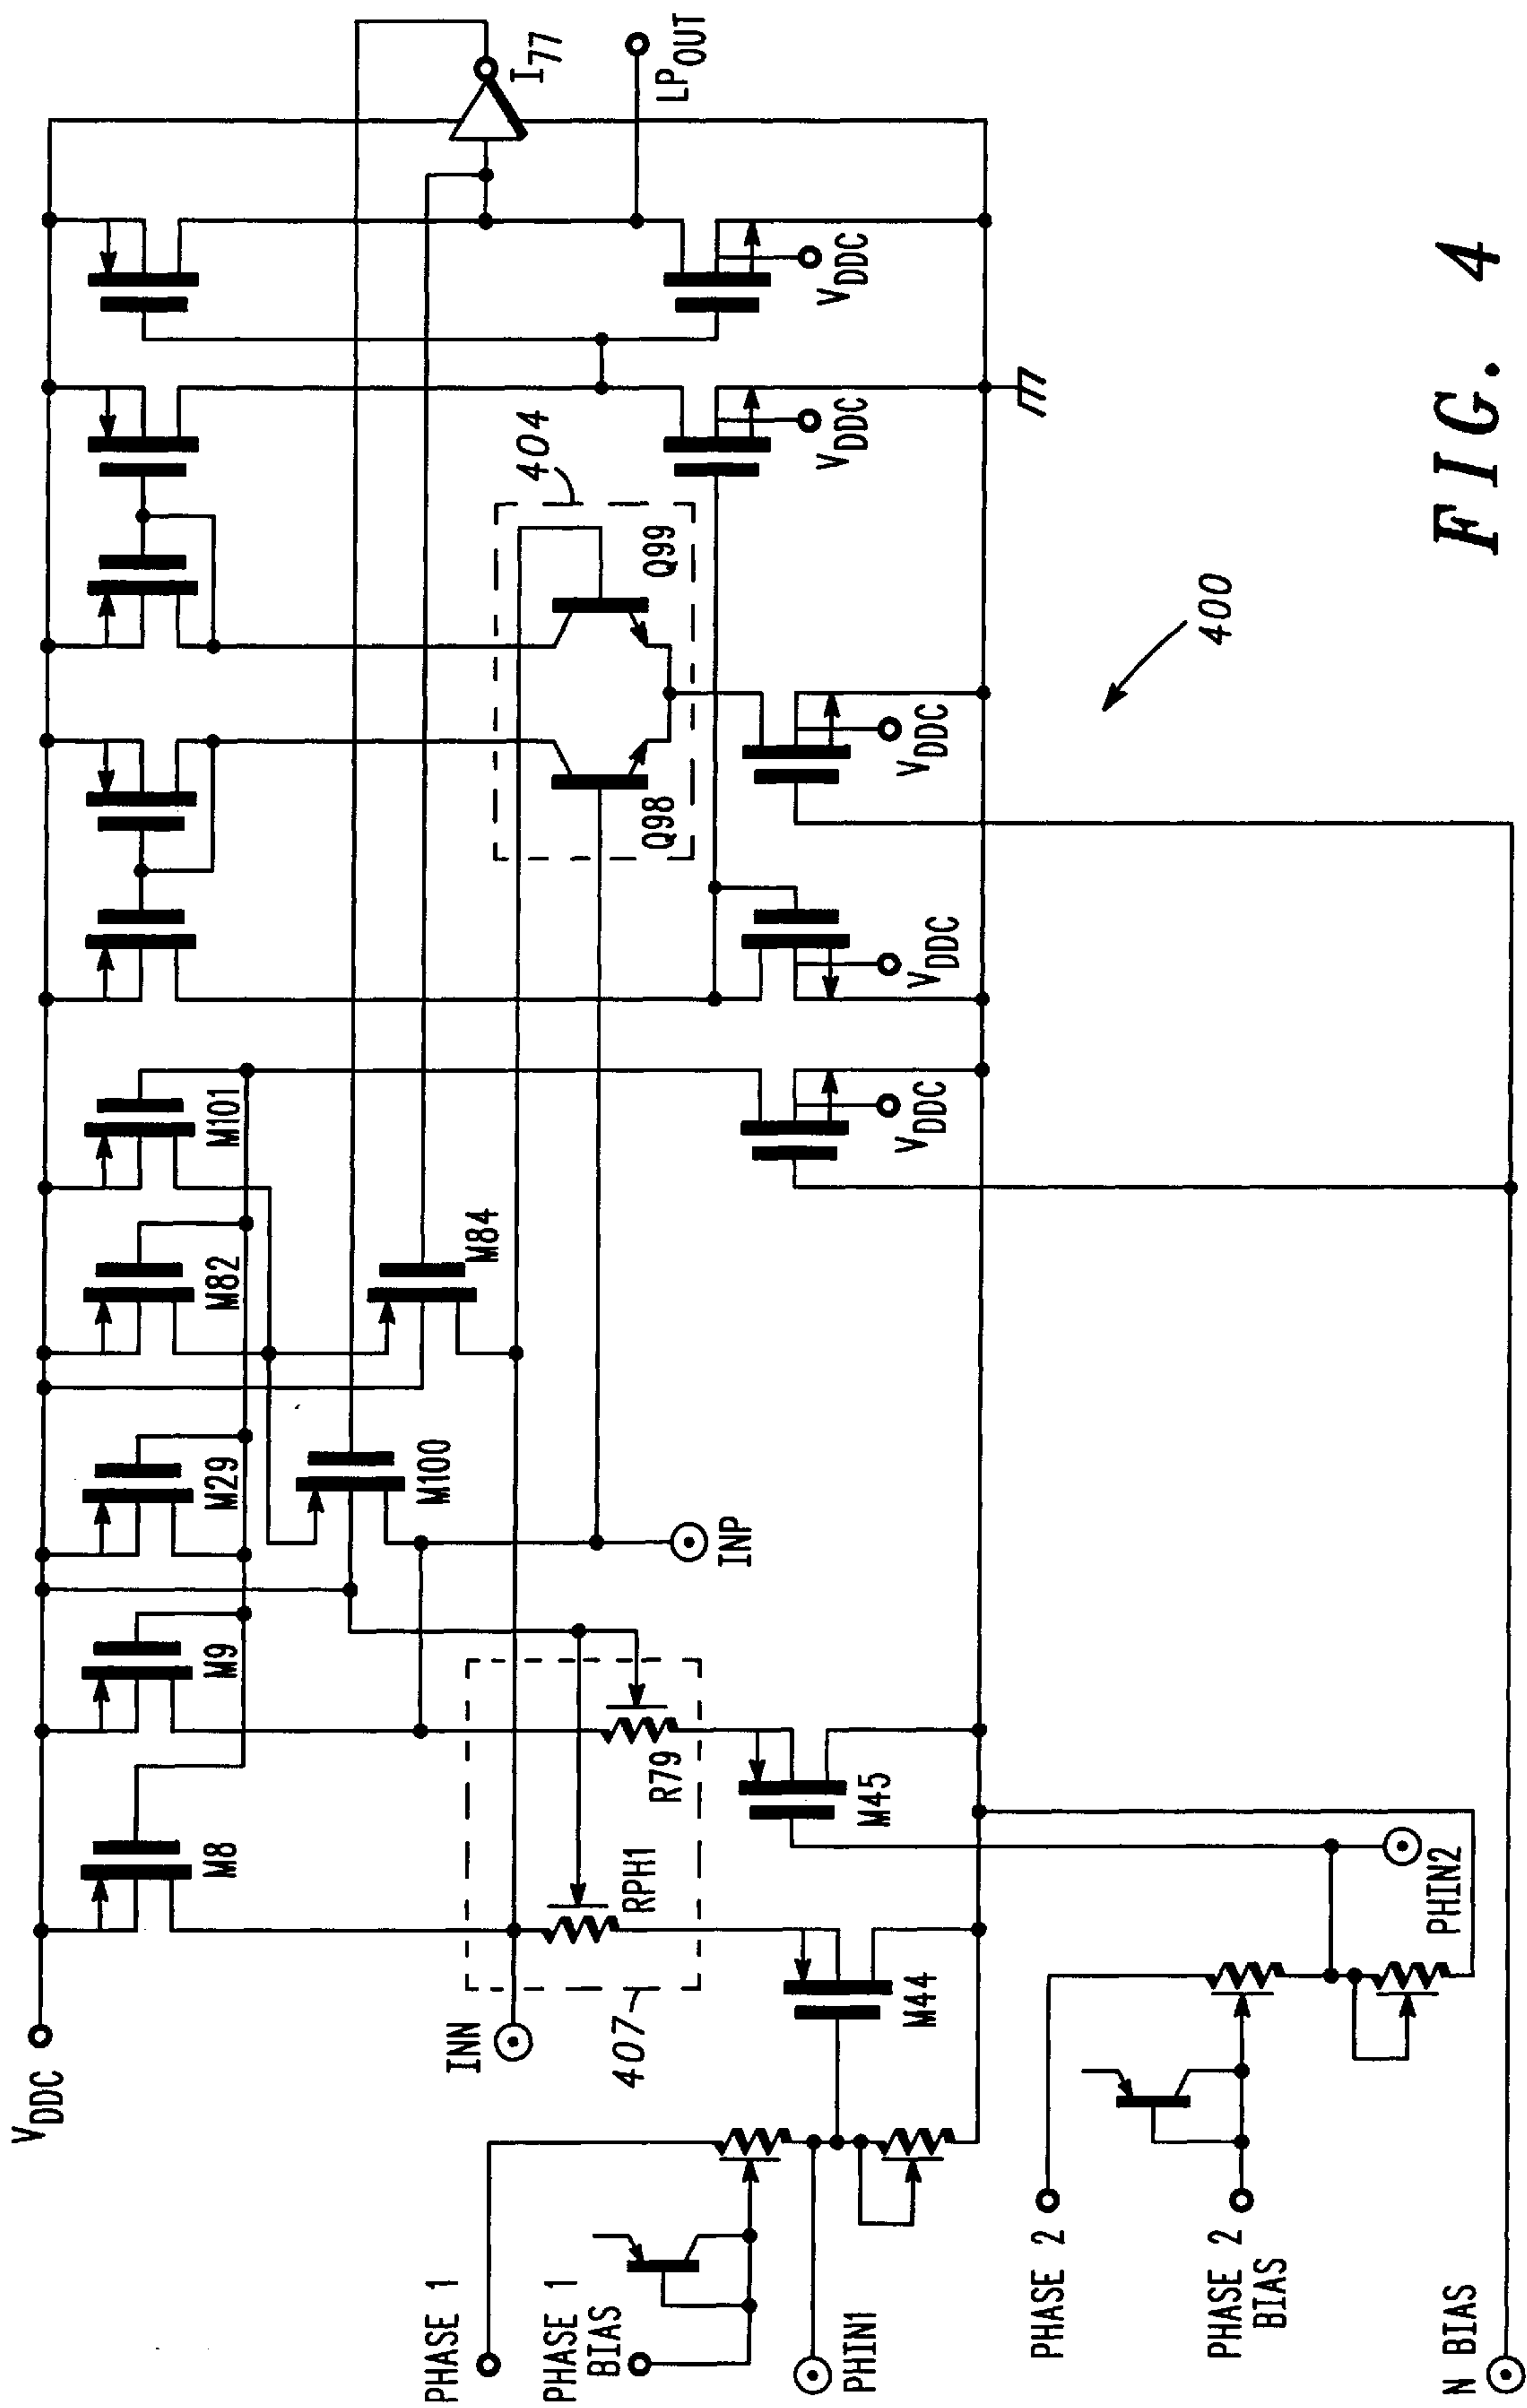 VDDC
M8
M9
M29
M82
M101
M100
M84
I77
LPOUT
INN
407
RPH1
R79
INP
404
Q98
Q99
M44
M45
VDDC
VDDC
VDDC
VDDC
VDDC
PHASE 1
PHASE 1
BIAS
PHIN1
PHASE 2
PHASE 2
BIAS
PHIN2
N BIAS
400
FIG. 4